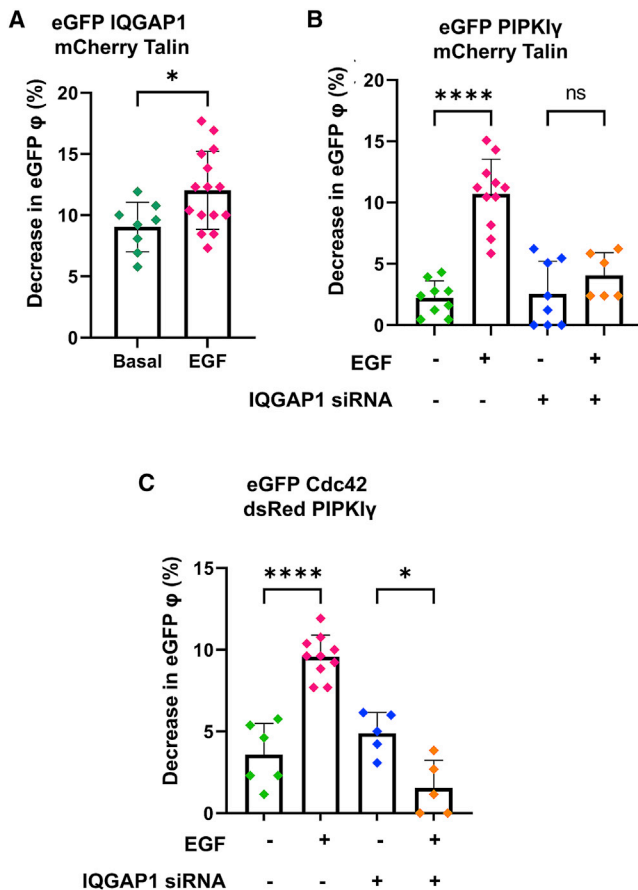 A
eGFP IQGAP1
mCherry Talin
*
Decrease in eGFP φ (%)
20
15
10
5
0
Basal
EGF
B
eGFP PIPKIγ
mCherry Talin
****
ns
Decrease in eGFP φ (%)
20
15
10
5
0
EGF - + - +
IQGAP1 siRNA - - + +
C
eGFP Cdc42
dsRed PIPKIγ
****
*
Decrease in eGFP φ (%)
15
10
5
0
EGF - + - +
IQGAP1 siRNA - - + +